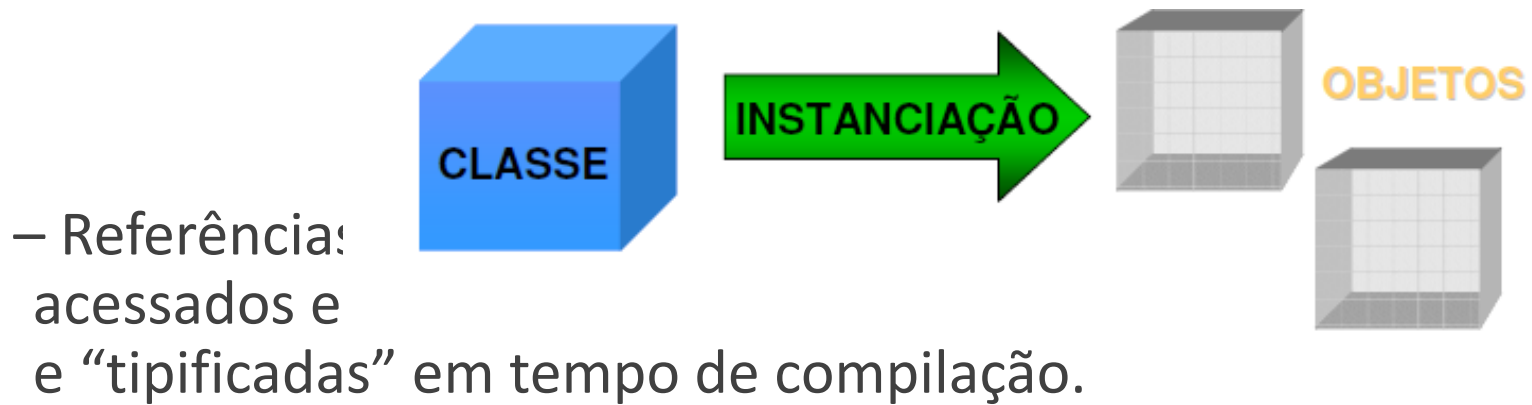 CLASSE
INSTANCIAÇÃO
OBJETOS
– Referências
acessados e
e “tipificadas” em tempo de compilação.